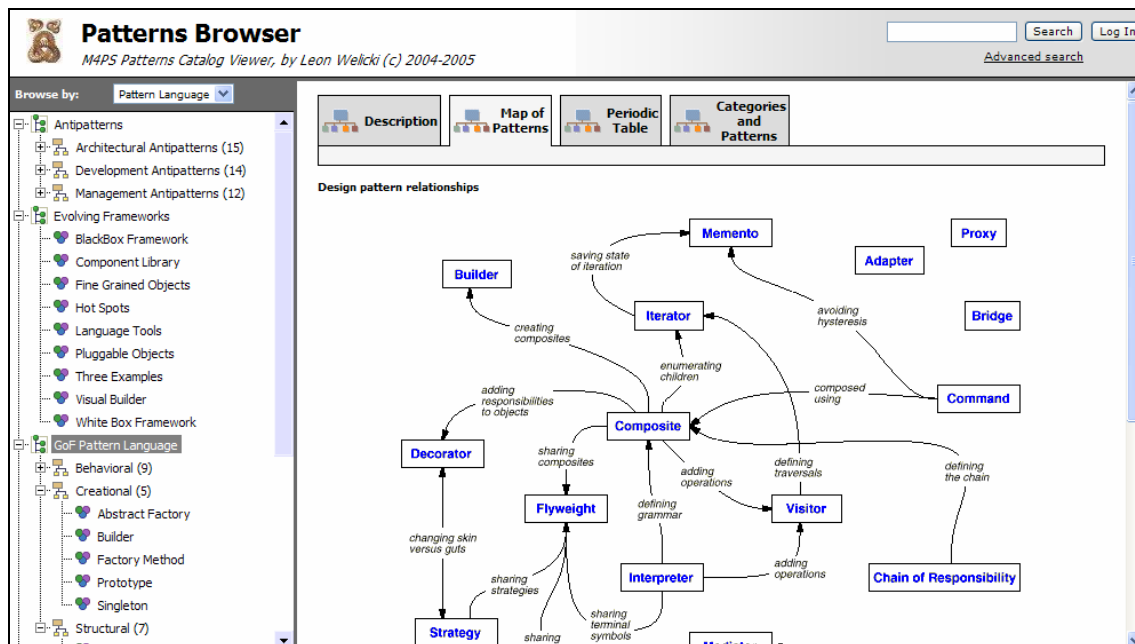 Patterns Browser
M4PS Patterns Catalog Viewer, by Leon Welicki (c) 2004-2005
Search
Log In
Advanced search
Browse by:
Pattern Language
Antipatterns
Architectural Antipatterns (15)
Development Antipatterns (14)
Management Antipatterns (12)
Evolving Frameworks
BlackBox Framework
Component Library
Fine Grained Objects
Hot Spots
Language Tools
Pluggable Objects
Three Examples
Visual Builder
White Box Framework
GoF Pattern Language
Behavioral (9)
Creational (5)
Abstract Factory
Builder
Factory Method
Prototype
Singleton
Structural (7)
Description
Map of
Patterns
Periodic
Table
Categories
and
Patterns
Design pattern relationships
Memento
Proxy
saving state
of iteration
Adapter
Builder
avoiding
hysteresis
Iterator
Bridge
creating
composites
enumerating
children
adding
responsibilities
to objects
composed
using
Command
Composite
Decorator
sharing
composites
adding
operations
defining
traversals
defining
the chain
Flyweight
defining
grammar
Visitor
changing skin
versus guts
adding
operations
sharing
strategies
Interpreter
Chain of Responsibility
sharing
terminal
symbols
Strategy
sharing